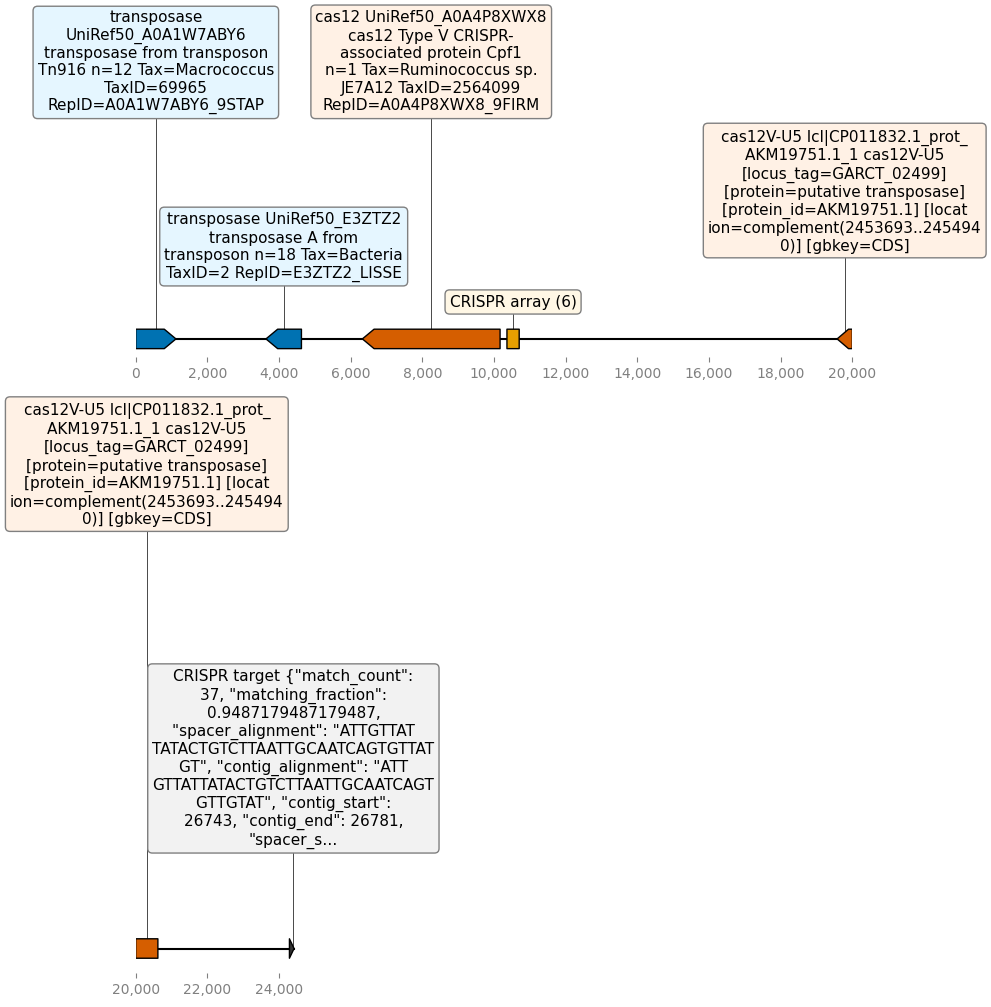 transposase
UniRef50_A0A1W7ABY6
transposase from transposon
Tn916 n=12 Tax=Macrococcus
TaxID=69965
RepID=A0A1W7ABY6_9STAP
cas12 UniRef50_A0A4P8XWX8
cas12 Type V CRISPR-
associated protein Cpf1
n=1 Tax=Ruminococcus sp.
JE7A12 TaxID=2564099
RepID=A0A4P8XWX8_9FIRM
cas12V-U5 lcl|CP011832.1_prot_
AKM19751.1_1 cas12V-U5
[locus_tag=GARCT_02499]
[protein=putative transposase]
[protein_id=AKM19751.1] [locat
ion=complement(2453693..245494
0)] [gbkey=CDS]
transposase UniRef50_E3ZTZ2
transposase A from
transposon n=18 Tax=Bacteria
TaxID=2 RepID=E3ZTZ2_LISSE
CRISPR array (6)
0 2,000 4,000 6,000 8,000 10,000 12,000 14,000 16,000 18,000 20,000
cas12V-U5 lcl|CP011832.1_prot_
AKM19751.1_1 cas12V-U5
[locus_tag=GARCT_02499]
[protein=putative transposase]
[protein_id=AKM19751.1] [locat
ion=complement(2453693..245494
0)] [gbkey=CDS]
CRISPR target {"match_count":
37, "matching_fraction":
0.9487179487179487,
"spacer_alignment": "ATTGTTAT
TATACTGTCTTAATTGCAATCAGTGTTAT
GT", "contig_alignment": "ATT
GTTATTATACTGTCTTAATTGCAATCAGT
GTTGTAT", "contig_start":
26743, "contig_end": 26781,
"spacer_s...
20,000 22,000 24,000